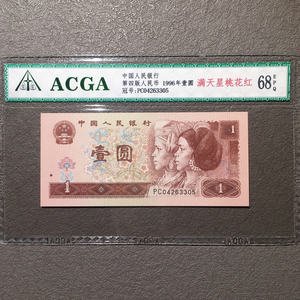 ACGA
中国人民银行
第四版人民币 1996年壹圆
冠号:PC04263305
满天星桃花红
68
EPQ
中国人民银行
壹圆
1
1
1
PC04263305